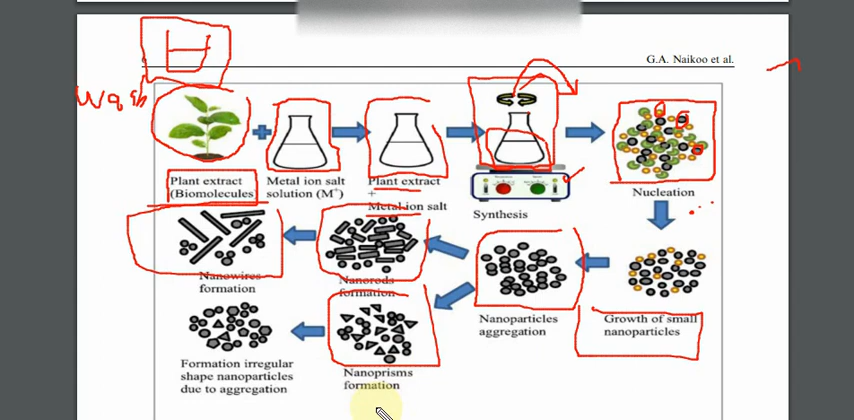 G.A. Naikoo et al.
Wash
Plant extract
(Biomolecules)
Metal ion salt
solution (M⁺)
Plant extract
+
Metal ion salt
Synthesis
Nucleation
Nanowires
formation
Nanorods
formation
Nanoparticles
aggregation
Growth of small
nanoparticles
Formation irregular
shape nanoparticles
due to aggregation
Nanoprisms
formation